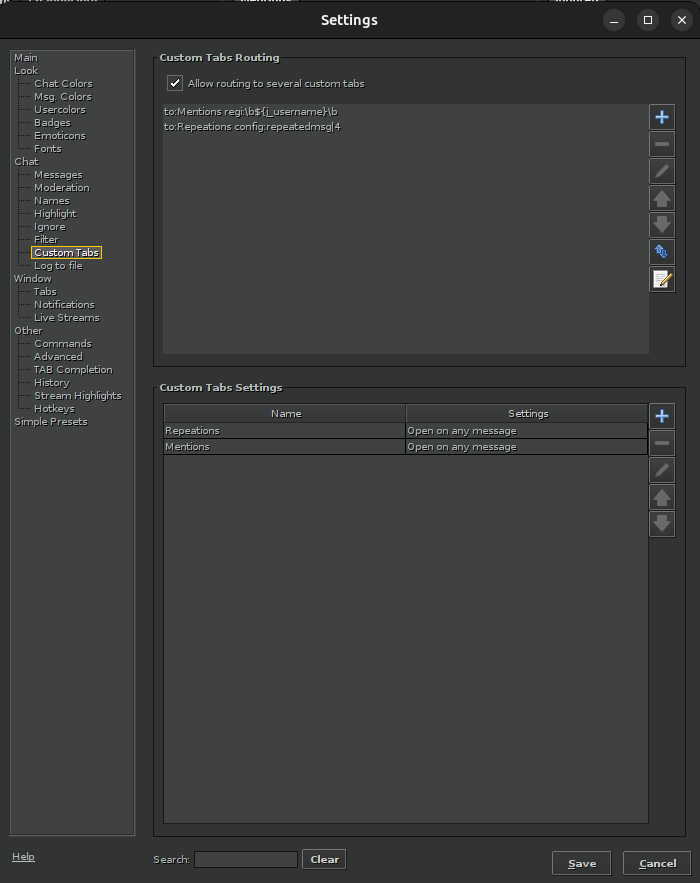 Settings
Main
Look
Chat Colors
Msg. Colors
Usercolors
Badges
Emoticons
Fonts
Chat
Messages
Moderation
Names
Highlight
Ignore
Filter
Custom Tabs
Log to file
Window
Tabs
Notifications
Live Streams
Other
Commands
Advanced
TAB Completion
History
Stream Highlights
Hotkeys
Simple Presets
Help
Custom Tabs Routing
Allow routing to several custom tabs
to:Mentions regi:\b${j_username}\b
to:Repeations config:repeatedmsg|4
Custom Tabs Settings
Name Settings
Repeations Open on any message
Mentions Open on any message
Search: Clear
Save Cancel